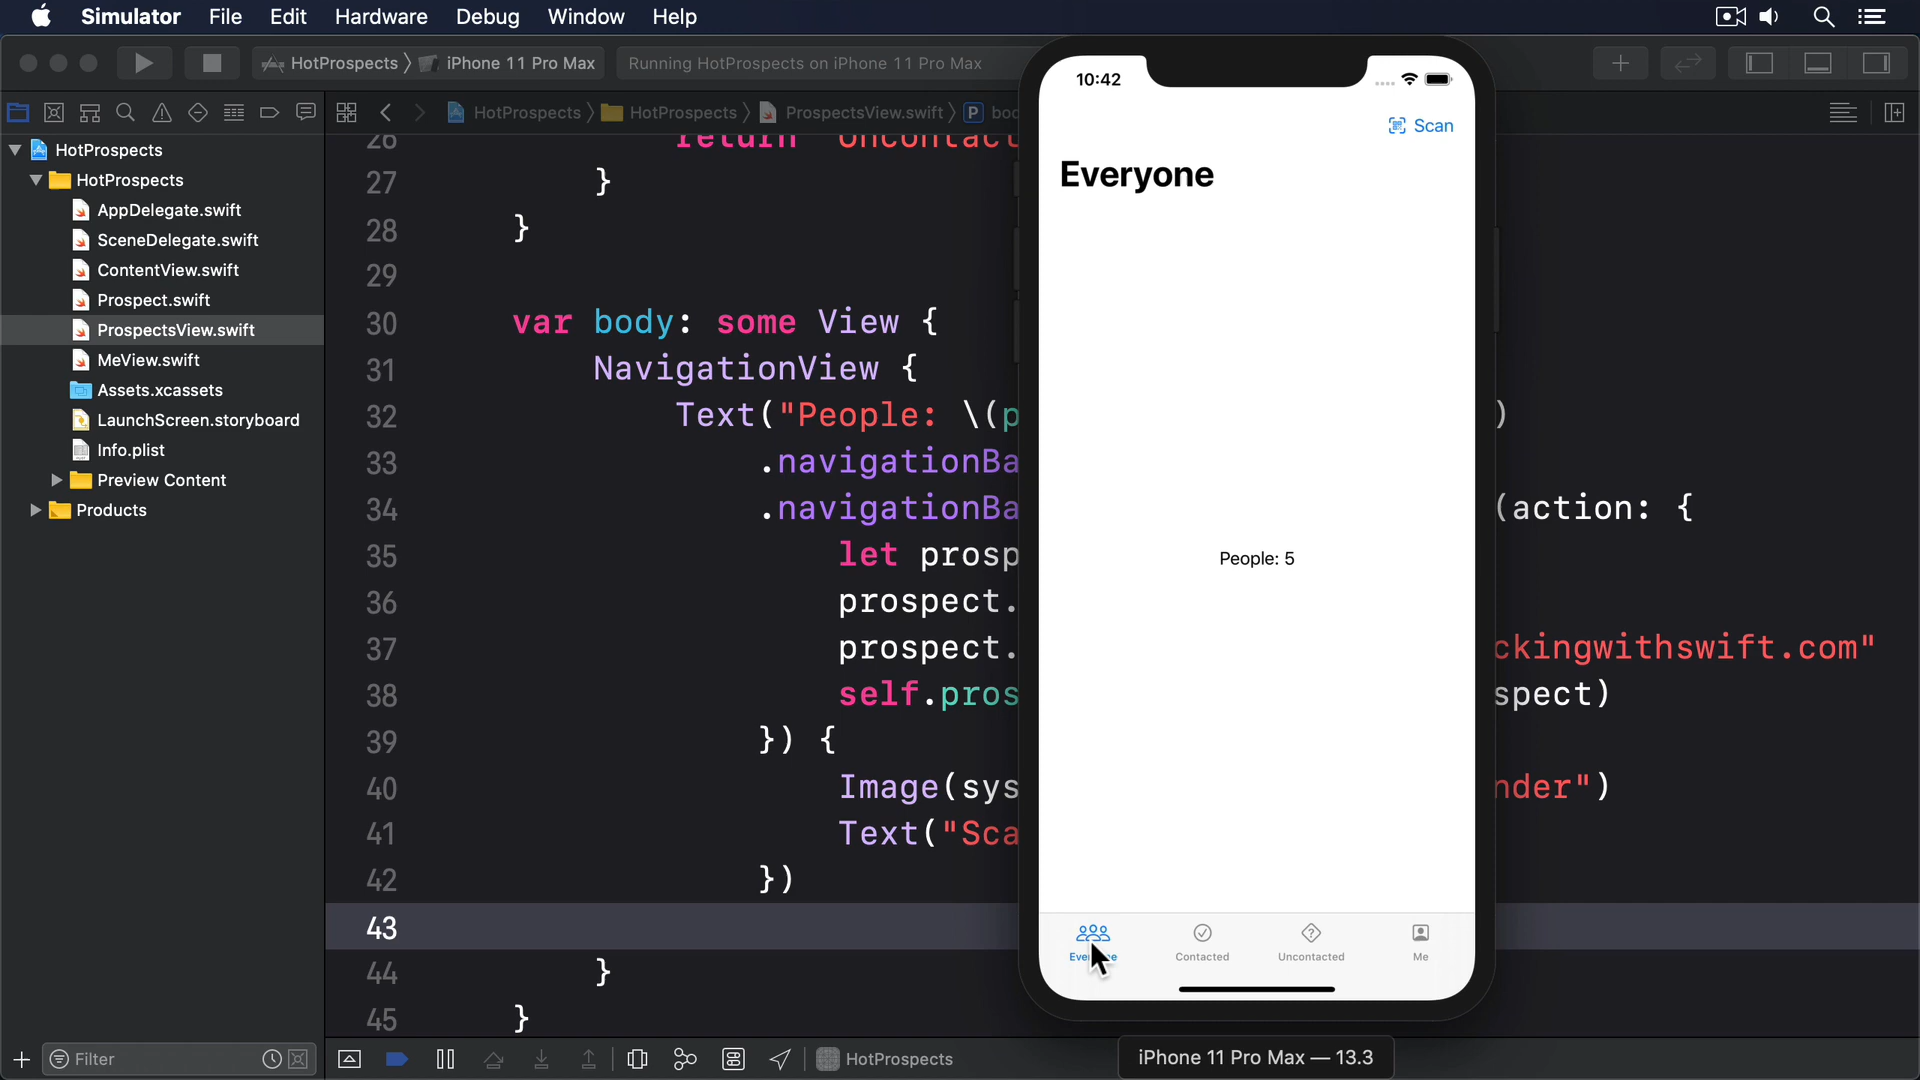 Simulator File Edit Hardware Debug Window Help
HotProspects iPhone 11 Pro Max
Running HotProspects on iPhone 11 Pro Max
HotProspects HotProspects ProspectsView.swift P
HotProspects
HotProspects
AppDelegate.swift
SceneDelegate.swift
ContentView.swift
Prospect.swift
ProspectsView.swift
MeView.swift
Assets.xcassets
LaunchScreen.storyboard
Info.plist
Preview Content
Products
Filter
26 return
27 }
28 }
29
30 var body: some View {
31 NavigationView {
32 Text("People: \(p )
33 .navigationBa
34 .navigationBa (action: {
35 let prosp
36 prospect.
37 prospect. ckingwithswift.com"
38 self.pros spect)
39 }) {
40 Image(sys nder")
41 Text("Sca
42 })
43
44 }
45 }
HotProspects
10:42
Scan
Everyone
People: 5
Contacted Uncontacted Me
iPhone 11 Pro Max — 13.3